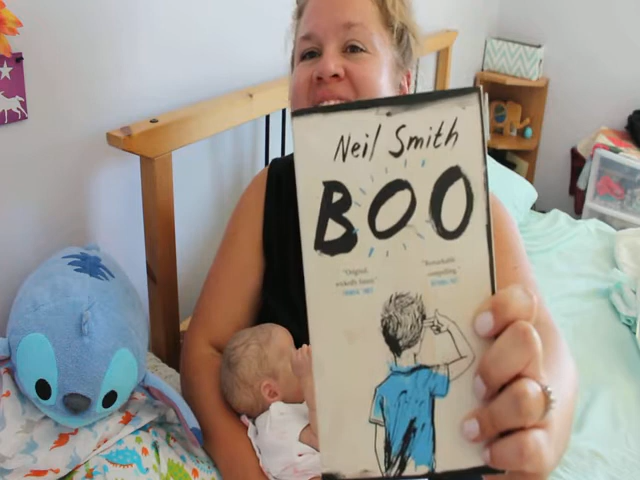 Neil Smith
BOO
"Original,
wickedly funny."
"Remarkable,
compelling."